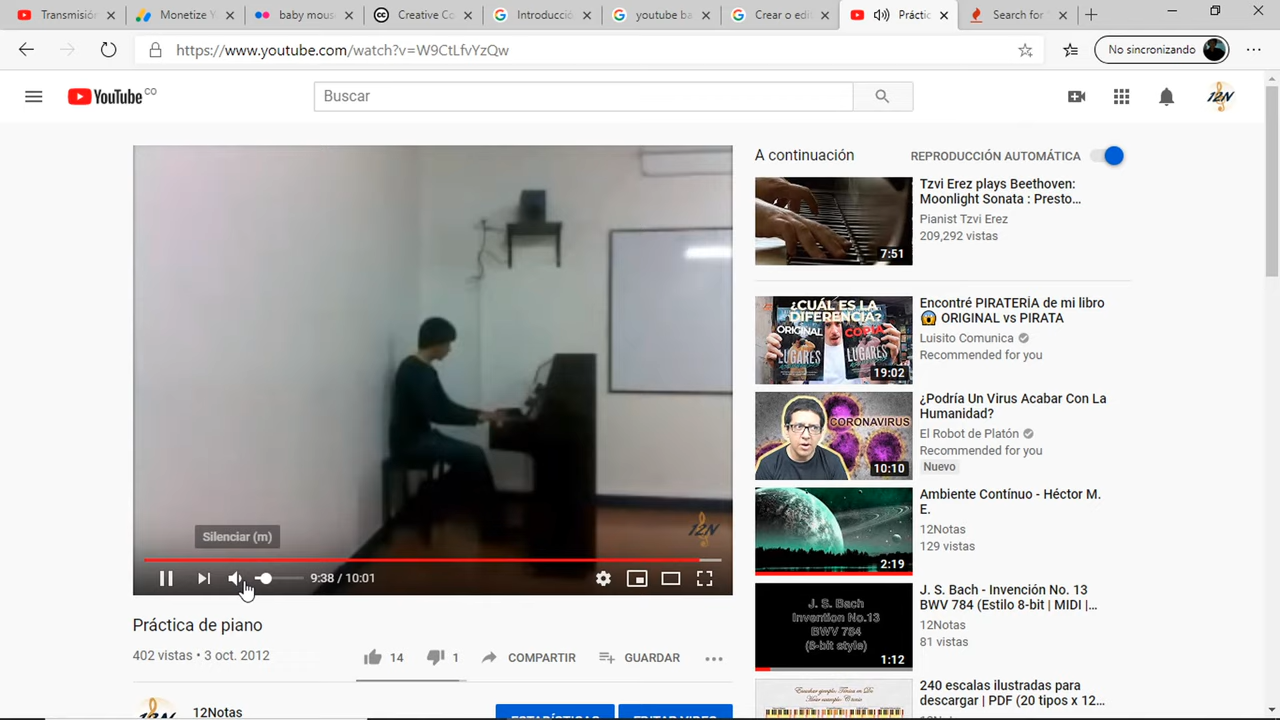 Transmisión
Monetize Y
baby mous
Creative Co
Introducció
youtube ba
Crear o edi
Práctic
Search for
https://www.youtube.com/watch?v=W9CtLfvYzQw
No sincronizando
YouTube CO
Buscar
12N
A continuación
REPRODUCCIÓN AUTOMÁTICA
Tzvi Erez plays Beethoven:
Moonlight Sonata : Presto...
Pianist Tzvi Erez
209,292 vistas
7:51
¿CUÁL ES LA
DIFERENCIA?
ORIGINAL
COPIA
LUGARES
LUGARES
19:02
Encontré PIRATERÍA de mi libro
😱 ORIGINAL vs PIRATA
Luisito Comunica
Recommended for you
CORONAVIRUS
10:10
¿Podría Un Virus Acabar Con La
Humanidad?
El Robot de Platón
Recommended for you
Nuevo
2:19
Ambiente Contínuo - Héctor M.
E.
12Notas
129 vistas
J. S. Bach
Invention No.13
BWV 784
(8-bit style)
1:12
J. S. Bach - Invención No. 13
BWV 784 (Estilo 8-bit | MIDI |...
12Notas
81 vistas
240 escalas ilustradas para
descargar | PDF (20 tipos x 12...
12N
Silenciar (m)
9:38 / 10:01
ica de piano
02 vistas • 3 oct. 2012
14
1
COMPARTIR
GUARDAR
12Notas
ESTADÍSTICAS
EDITAR VIDEO